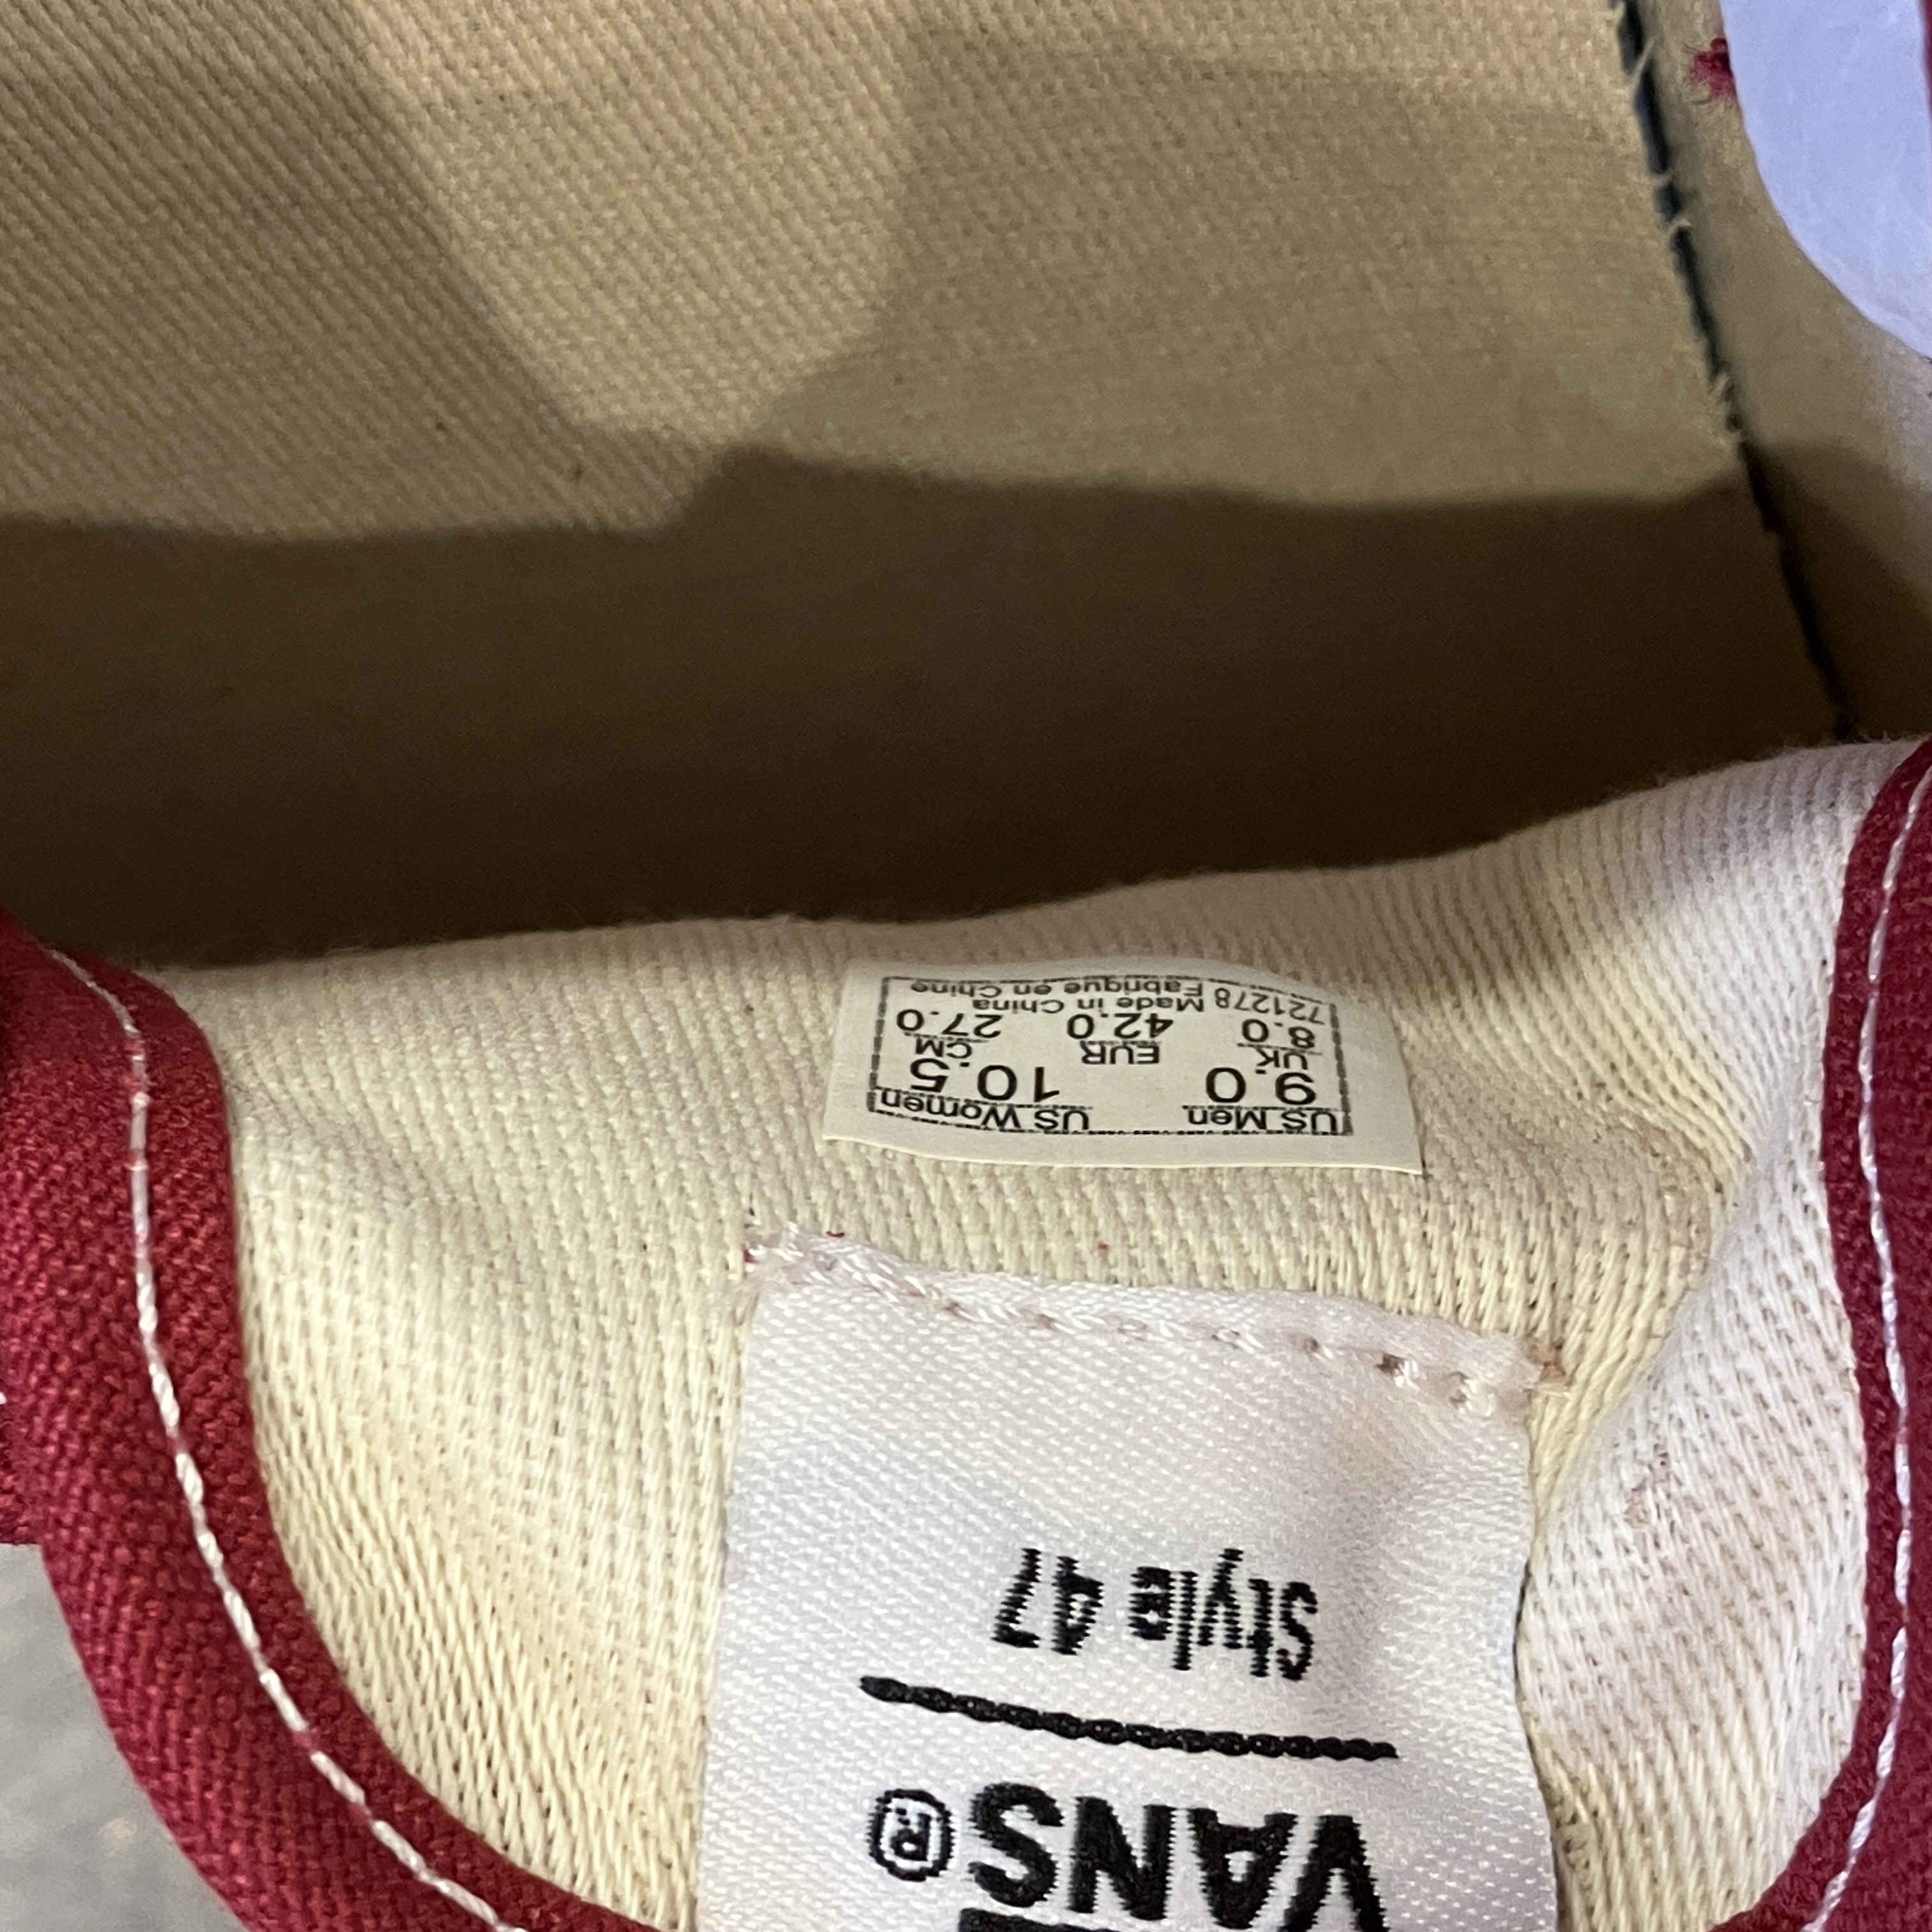 VANS®
Style 47
US Men US Women
9.0 10.5
UK EUR CM
8.0 42.0 27.0
721278 Made in China
Fabrique en Chine